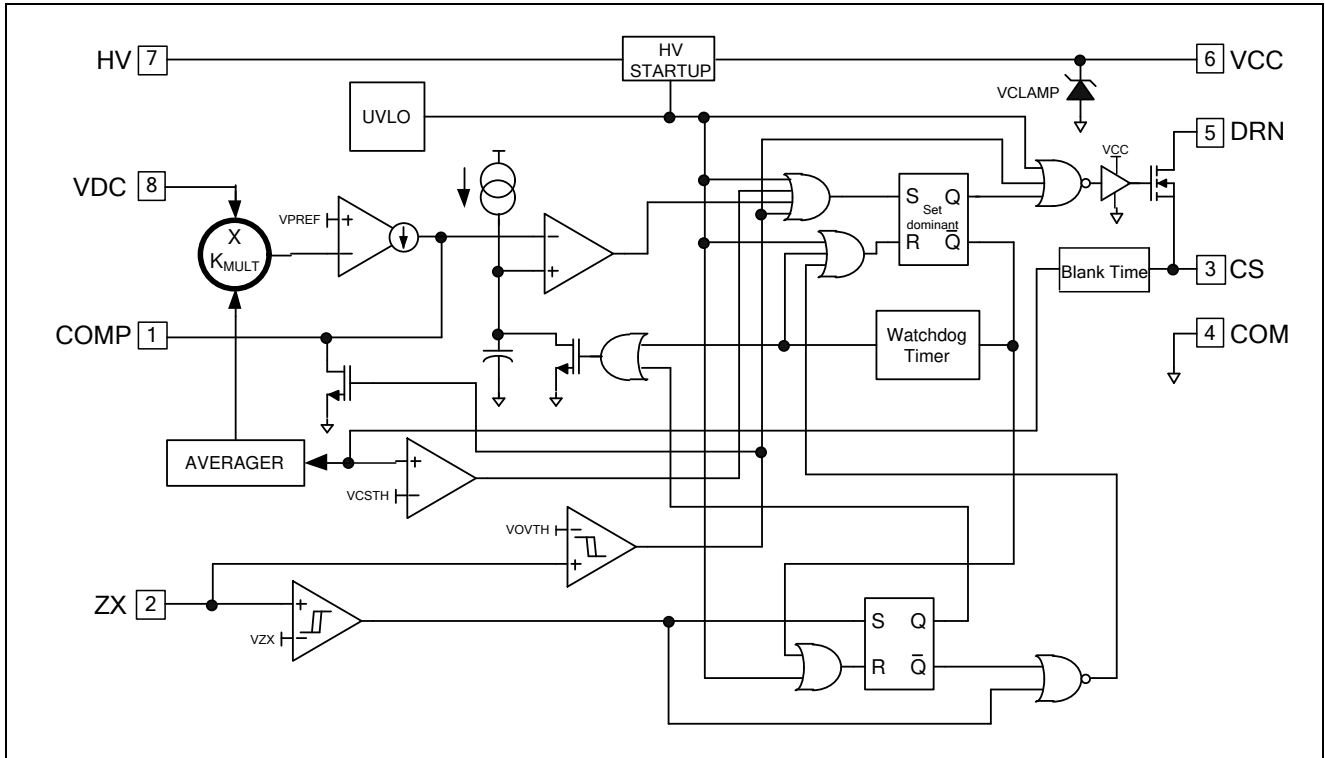 HV 7
HV
STARTUP
6 VCC
VCLAMP
UVLO
5 DRN
VCC
VDC 8
VPREF
+
−
X
KMULT
−
+
S Q
Set
dominant
R Q̅
Blank Time
3 CS
COMP 1
Watchdog
Timer
4 COM
AVERAGER
+
VCSTH
−
VOVTH
−
+
ZX 2
+
VZX
−
S Q
R Q̅